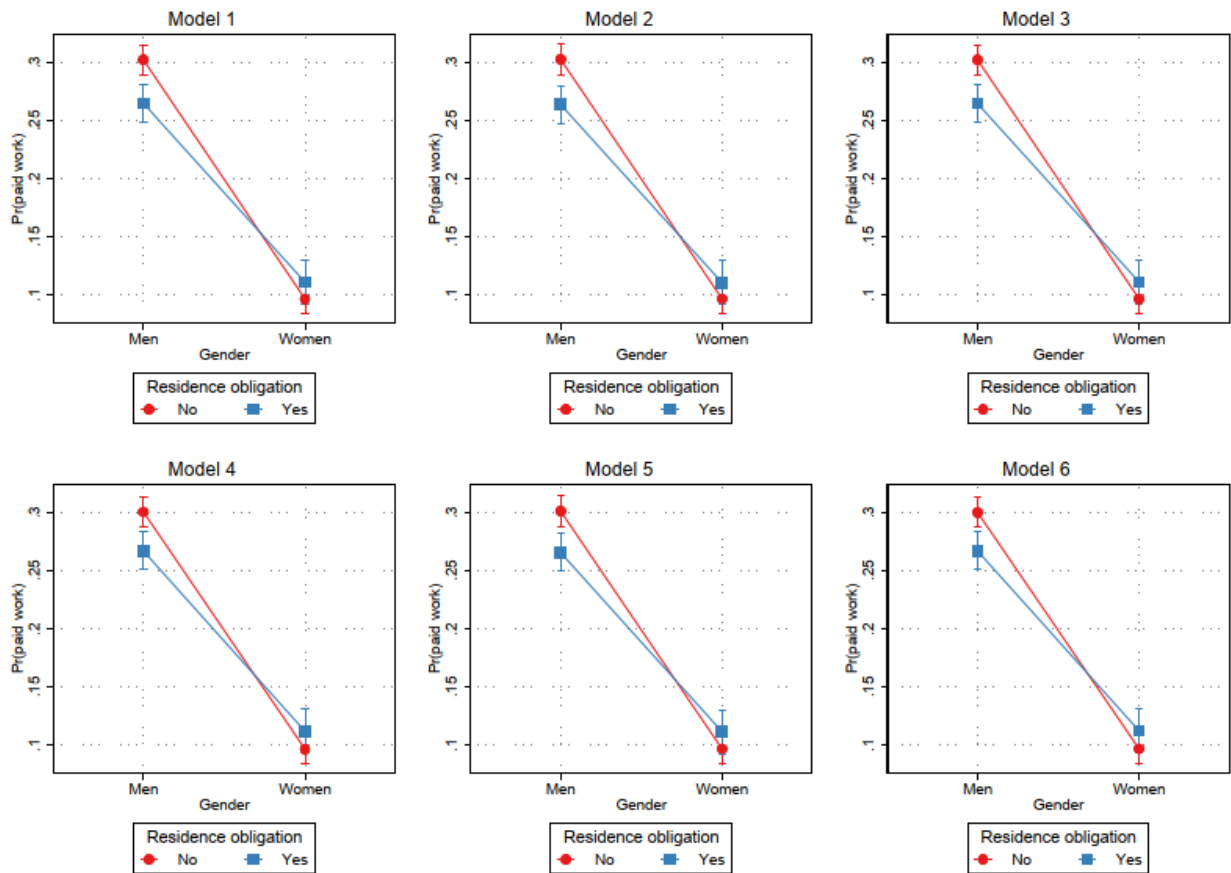 Model 1
Pr(paid work)
.3
.25
.2
.15
.1
Men Women
Gender
Residence obligation
No Yes
Model 2
Pr(paid work)
.3
.25
.2
.15
.1
Men Women
Gender
Residence obligation
No Yes
Model 3
Pr(paid work)
.3
.25
.2
.15
.1
Men Women
Gender
Residence obligation
No Yes
Model 4
Pr(paid work)
.3
.25
.2
.15
.1
Men Women
Gender
Residence obligation
No Yes
Model 5
Pr(paid work)
.3
.25
.2
.15
.1
Men Women
Gender
Residence obligation
No Yes
Model 6
Pr(paid work)
.3
.25
.2
.15
.1
Men Women
Gender
Residence obligation
No Yes